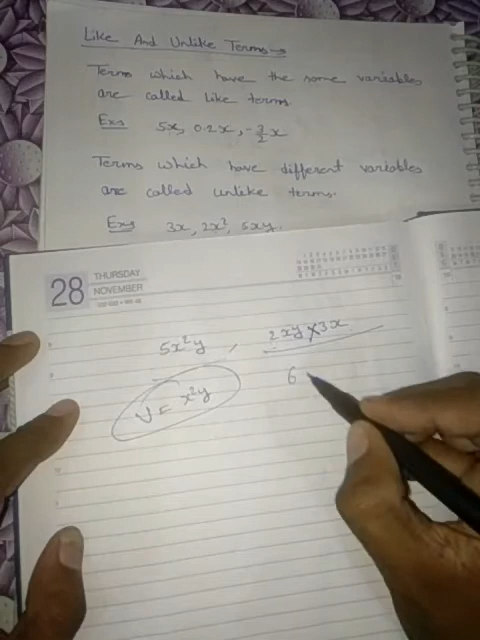 Like And Unlike Terms→
Terms which have the same variables
are called like terms.
Exs 5x, 0.2x, -3/2x
Terms which have different variables
are called unlike terms.
Exs 3x, 2x², 5xy.
28 THURSDAY
NOVEMBER
5x²y, 2xy×3x
V = x²y
6